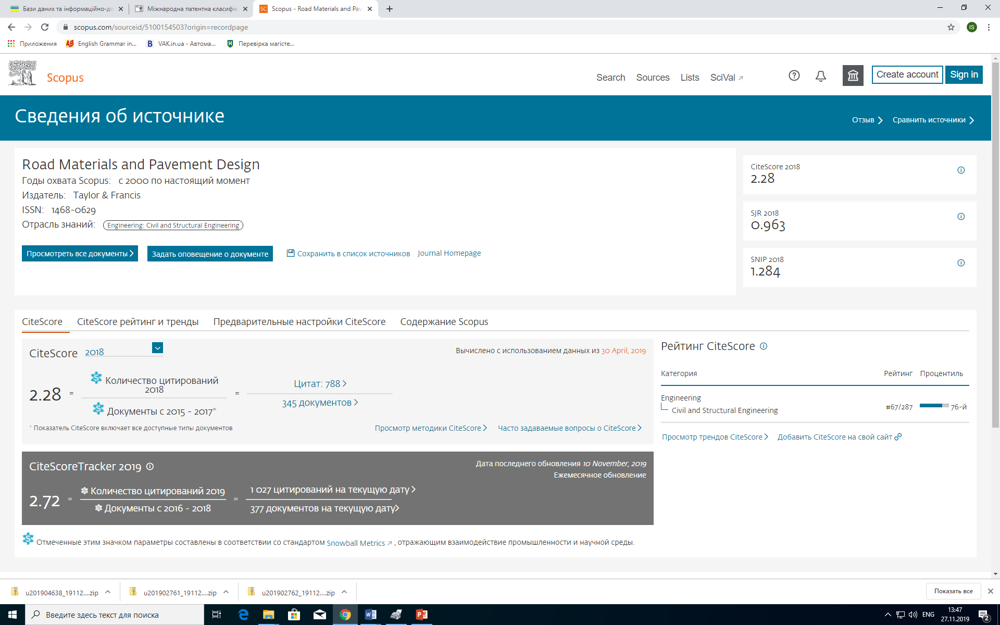 Бази даних та інформаційно-до
Міжнародна патентна класифік
Scopus - Road Materials and Pav
scopus.com/sourceid/5100154503?origin=recordpage
IS
Приложения
English Grammar in...
VAK.in.ua - Автома...
Перевірка магісте...
Scopus
Search Sources Lists SciVal
Create account
Sign in
Сведения об источнике
Отзыв
Сравнить источники
Road Materials and Pavement Design
Годы охвата Scopus: с 2000 по настоящий момент
Издатель: Taylor & Francis
ISSN: 1468-0629
Отрасль знаний: Engineering: Civil and Structural Engineering
Просмотреть все документы
Задать оповещение о документе
Сохранить в список источников
Journal Homepage
CiteScore 2018
2.28
SJR 2018
0.963
SNIP 2018
1.284
CiteScore
CiteScore рейтинг и тренды
Предварительные настройки CiteScore
Содержание Scopus
CiteScore 2018
Вычислено с использованием данных из 30 April, 2019
2.28 =
Количество цитирований
2018
Документы с 2015 - 2017*
=
Цитат: 788
345 документов
* Показатель CiteScore включает все доступные типы документов
Просмотр методики CiteScore
Часто задаваемые вопросы о CiteScore
CiteScoreTracker 2019
Дата последнего обновления 10 November, 2019
Ежемесячное обновление
2.72 =
Количество цитирований 2019
Документы с 2016 - 2018
=
1 027 цитирований на текущую дату
377 документов на текущую дату
Отмеченные этим значком параметры составлены в соответствии со стандартом Snowball Metrics , отражающим взаимодействие промышленности и научной среды.
Рейтинг CiteScore
Категория Рейтинг Процентиль
Engineering
Civil and Structural Engineering
#67/287
76-й
Просмотр трендов CiteScore
Добавить CiteScore на свой сайт
u201904638_19112....zip
u201902761_19112....zip
u201902762_19112....zip
Показать все
Введите здесь текст для поиска
ENG
13:47
27.11.2019
2